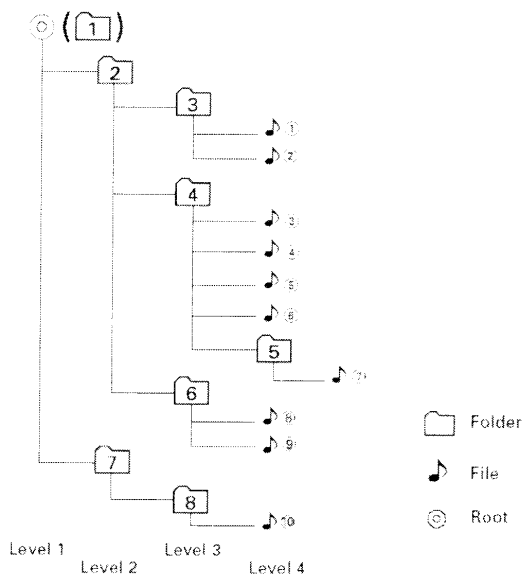 (1)
2
3
①
②
4
③
④
⑤
⑥
5
⑦
6
⑧
⑨
7
8
⑩
Folder
File
Root
Level 1
Level 2
Level 3
Level 4